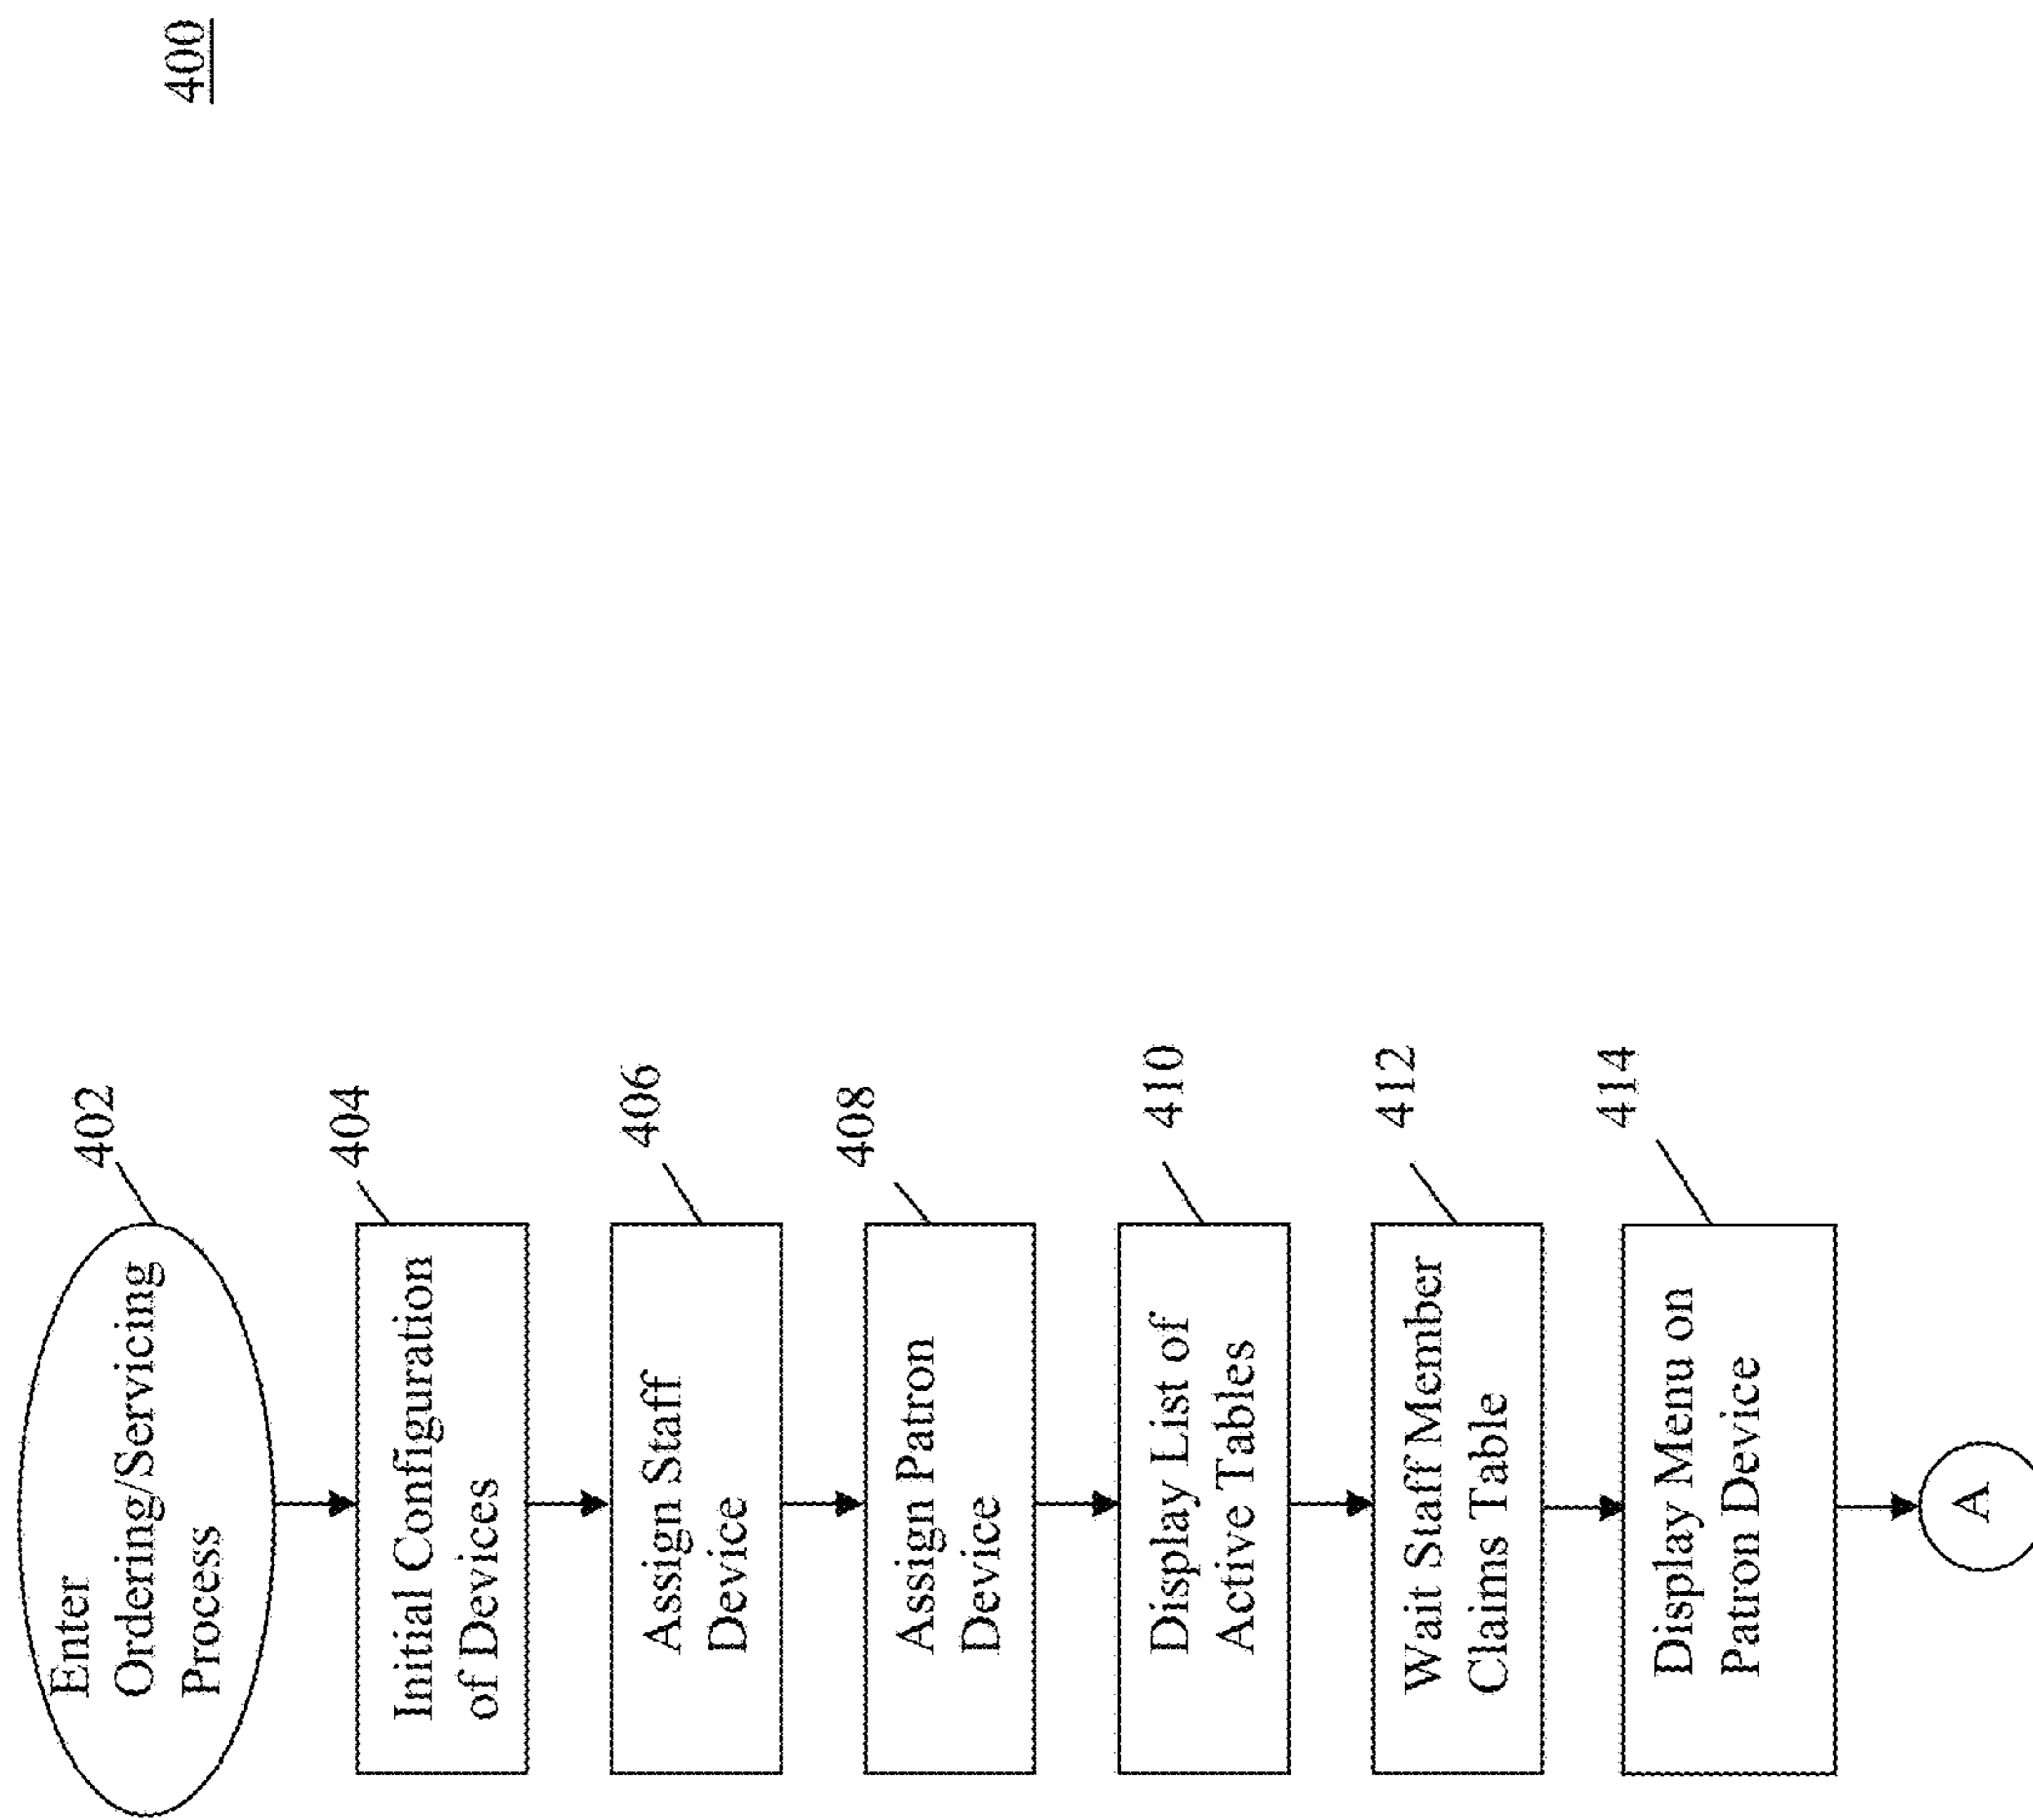 400
402
Enter
Ordering/Servicing
Process
404
Initial Configuration
of Devices
406
Assign Staff
Device
408
Assign Patron
Device
410
Display List of
Active Tables
412
Wait Staff Member
Claims Table
414
Display Menu on
Patron Device
A